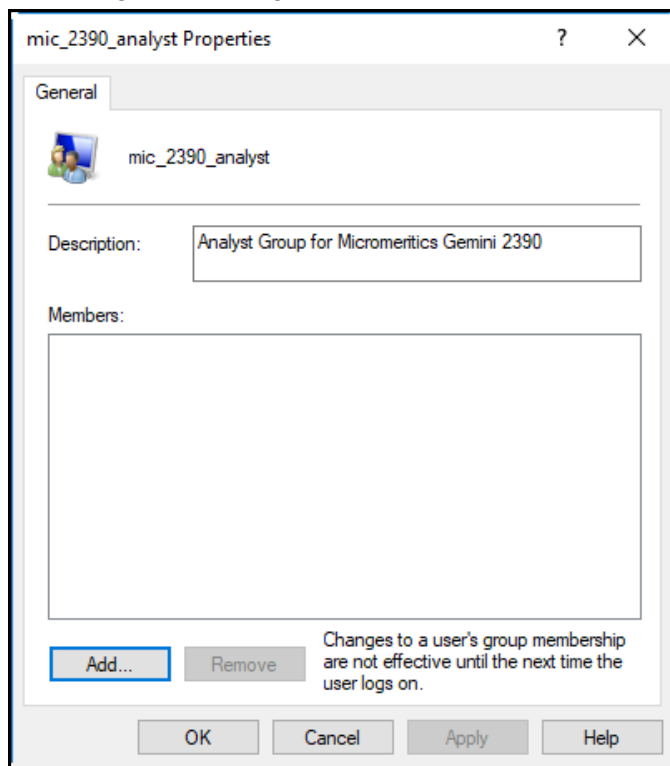 mic_2390_analyst Properties ? ×
General
mic_2390_analyst
Description: Analyst Group for Micromeritics Gemini 2390
Members:
Add... Remove
Changes to a user's group membership
are not effective until the next time the
user logs on.
OK Cancel Apply Help